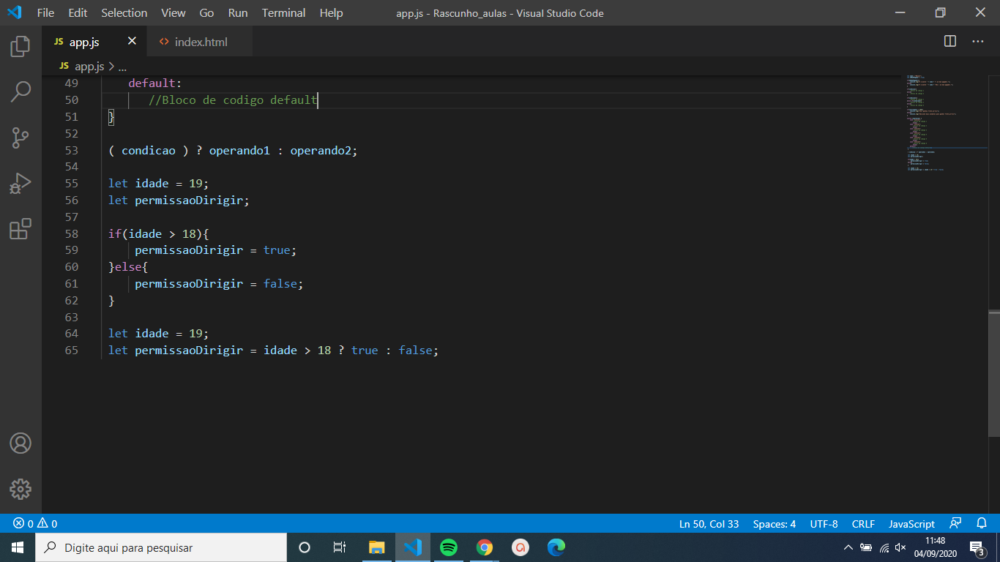 File Edit Selection View Go Run Terminal Help app.js - Rascunho_aulas - Visual Studio Code
JS app.js index.html
JS app.js > ...
49 default:
50 //Bloco de codigo default
51 }
52
53 ( condicao ) ? operando1 : operando2;
54
55 let idade = 19;
56 let permissaoDirigir;
57
58 if(idade > 18){
59 permissaoDirigir = true;
60 }else{
61 permissaoDirigir = false;
62 }
63
64 let idade = 19;
65 let permissaoDirigir = idade > 18 ? true : false;
0 0 Ln 50, Col 33 Spaces: 4 UTF-8 CRLF JavaScript
Digite aqui para pesquisar
11:48
04/09/2020
3